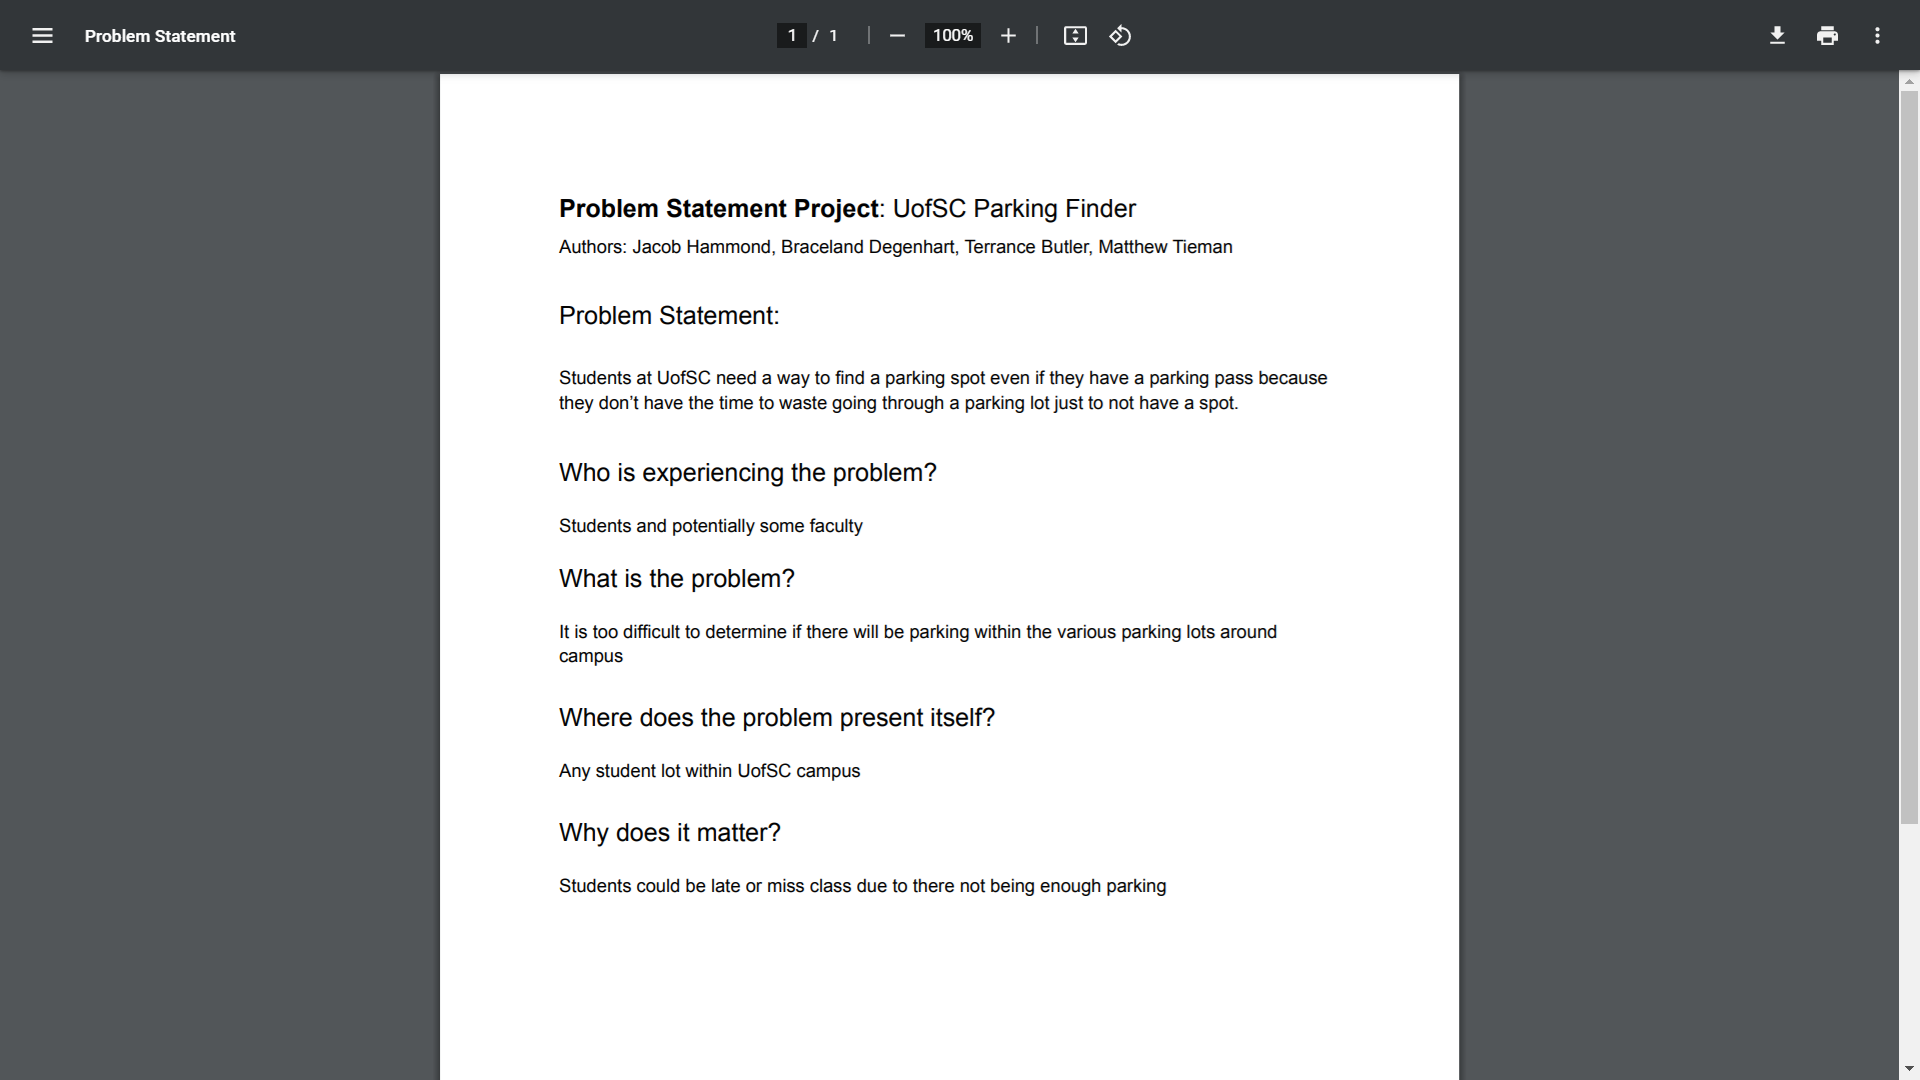 Problem Statement
1 / 1
100%
Problem Statement Project: UofSC Parking Finder
Authors: Jacob Hammond, Braceland Degenhart, Terrance Butler, Matthew Tieman
Problem Statement:
Students at UofSC need a way to find a parking spot even if they have a parking pass because
they don’t have the time to waste going through a parking lot just to not have a spot.
Who is experiencing the problem?
Students and potentially some faculty
What is the problem?
It is too difficult to determine if there will be parking within the various parking lots around
campus
Where does the problem present itself?
Any student lot within UofSC campus
Why does it matter?
Students could be late or miss class due to there not being enough parking